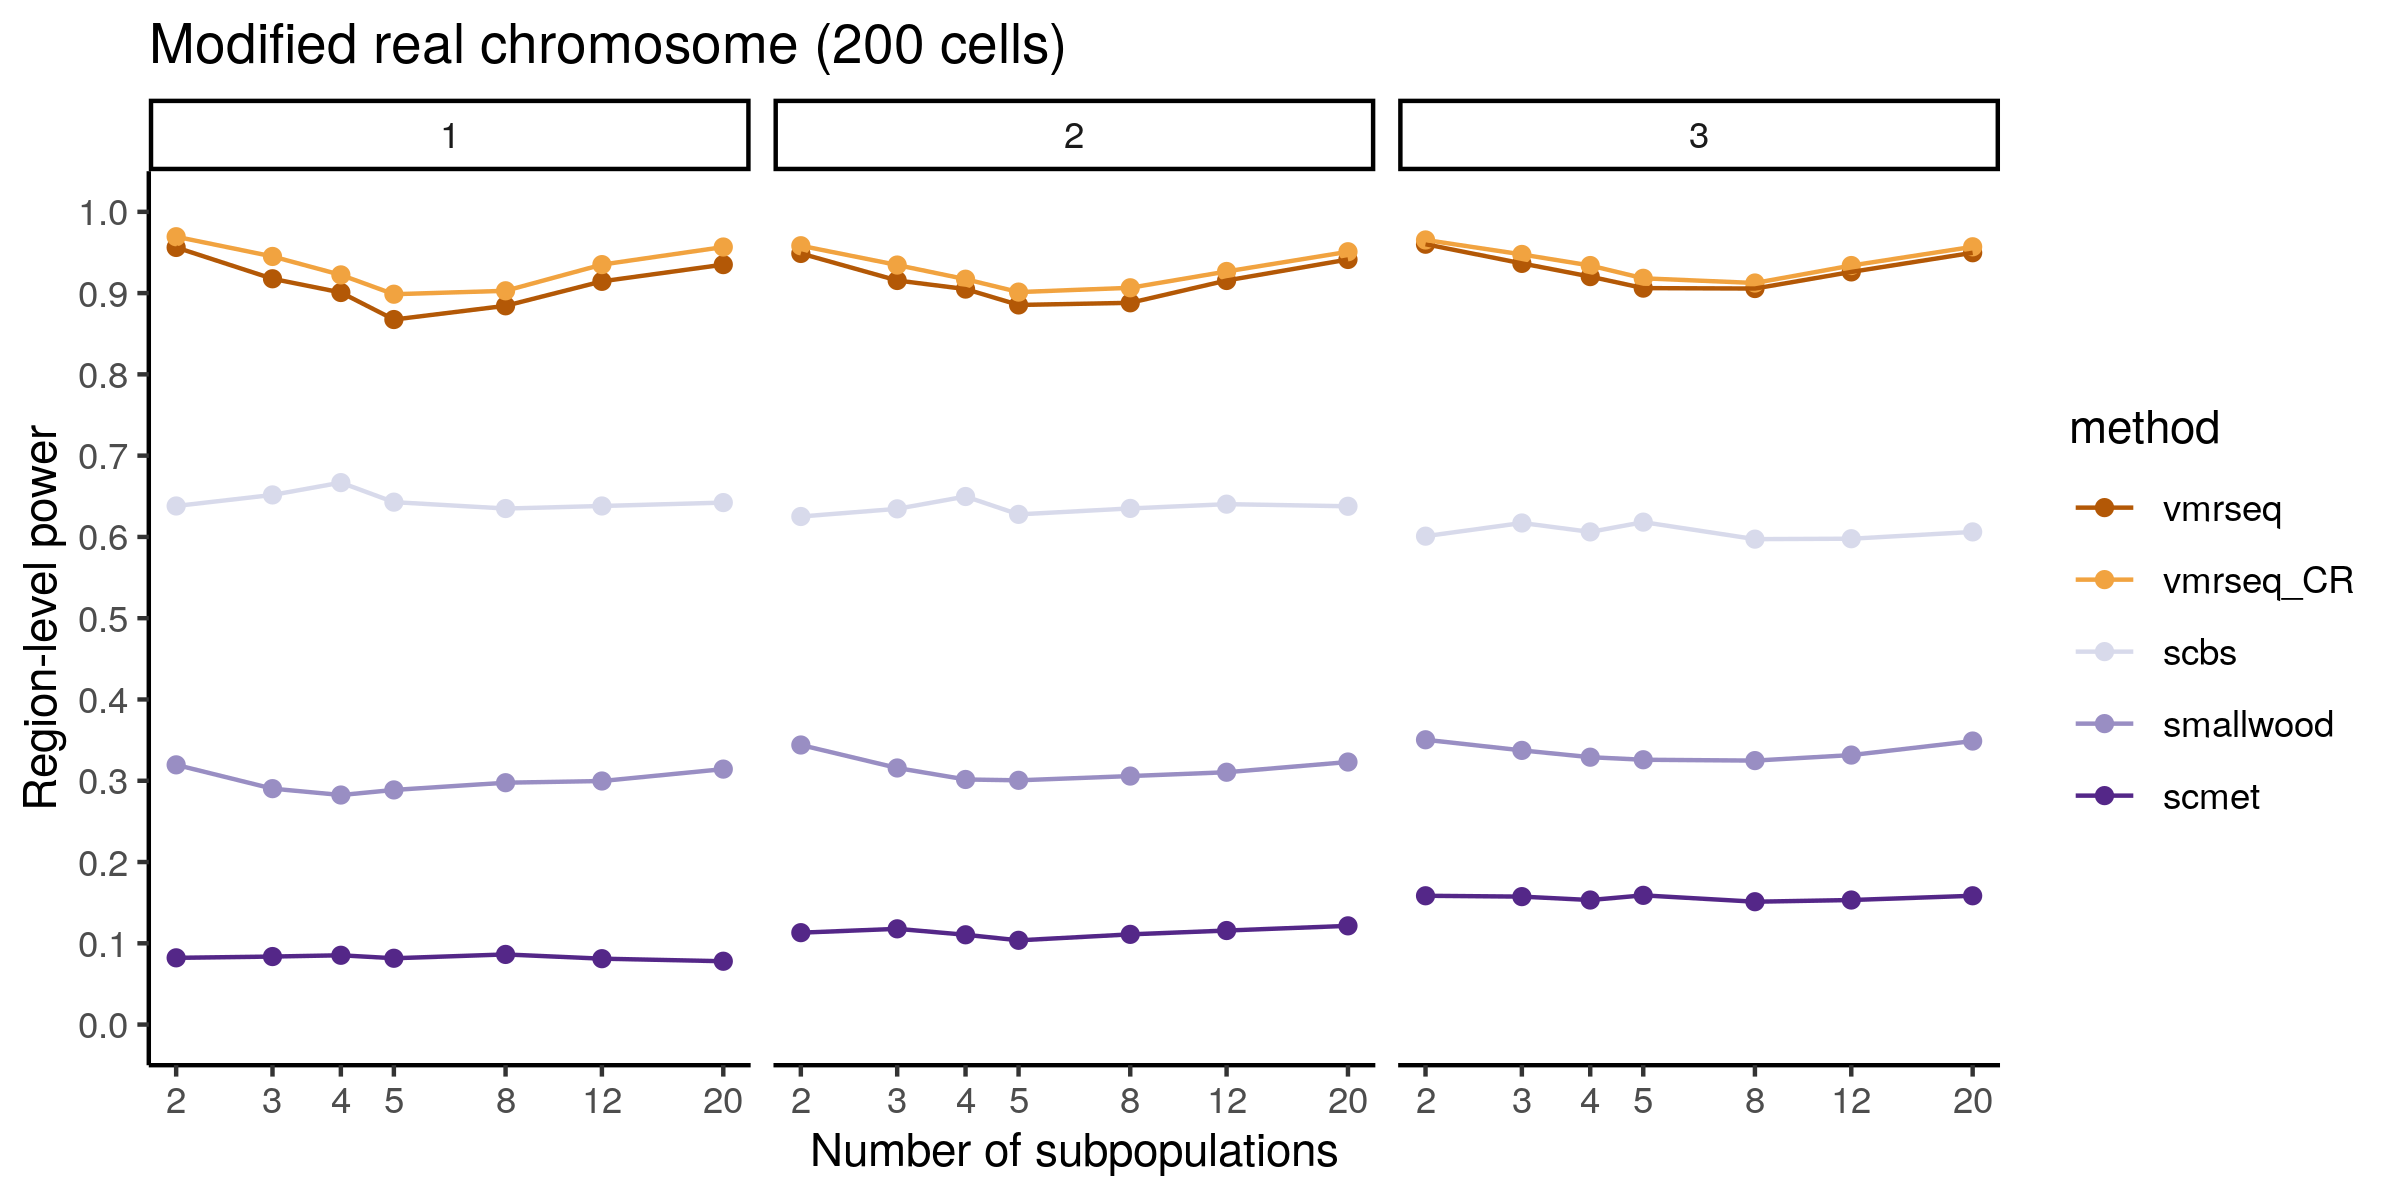 Modified real chromosome (200 cells)
1 2 3
1.0
0.9
0.8
0.7
0.6
0.5
0.4
0.3
0.2
0.1
0.0
Region-level power
2 3 4 5 8 12 20 2 3 4 5 8 12 20 2 3 4 5 8 12 20
Number of subpopulations
method
vmrseq
vmrseq_CR
scbs
smallwood
scmet